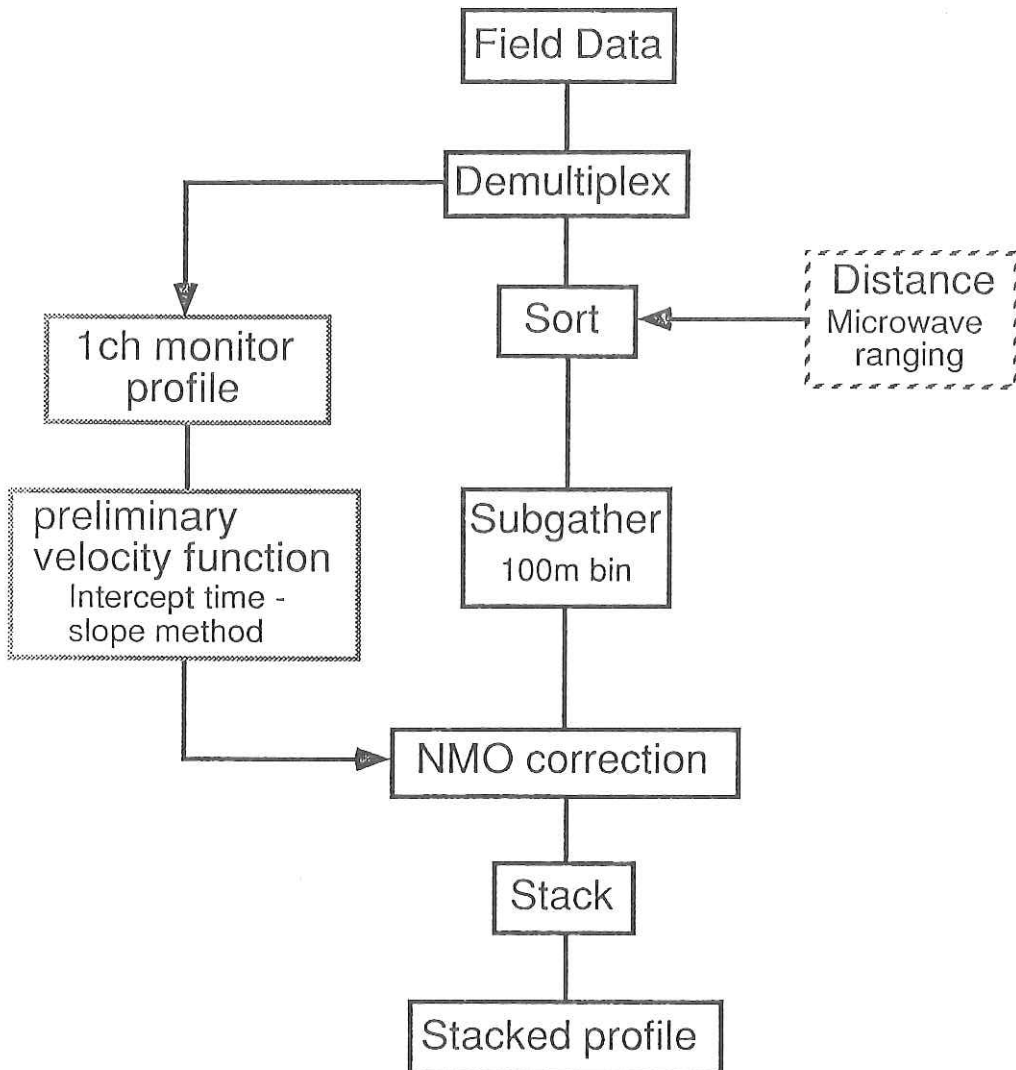 Field Data
Demultiplex
Distance
Microwave
ranging
Sort
1ch monitor
profile
preliminary
velocity function
Intercept time -
slope method
Subgather
100m bin
NMO correction
Stack
Stacked profile